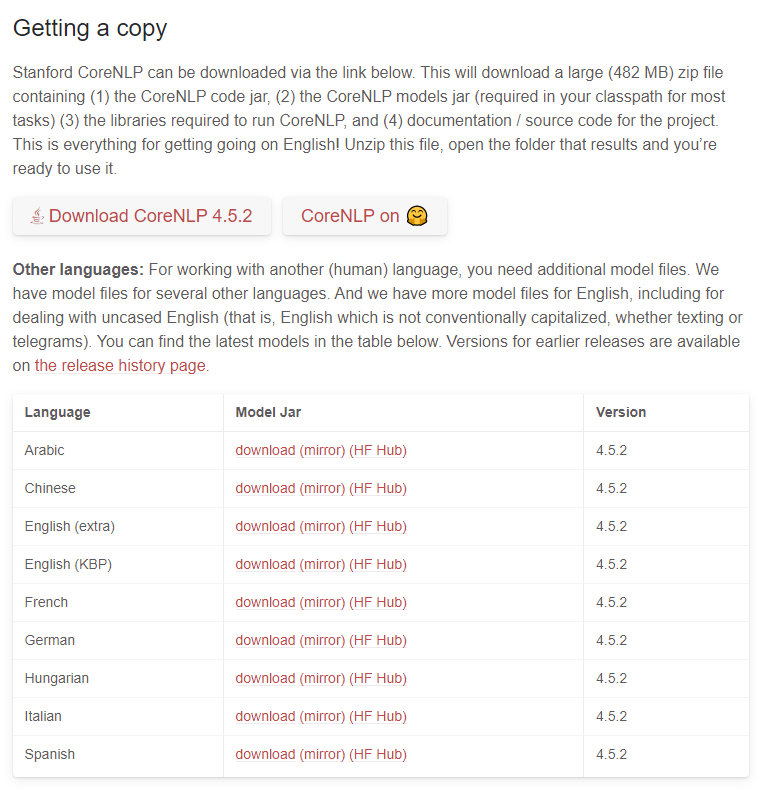 Getting a copy
Stanford CoreNLP can be downloaded via the link below. This will download a large (482 MB) zip file
containing (1) the CoreNLP code jar, (2) the CoreNLP models jar (required in your classpath for most
tasks) (3) the libraries required to run CoreNLP, and (4) documentation / source code for the project.
This is everything for getting going on English! Unzip this file, open the folder that results and you’re
ready to use it.
Download CoreNLP 4.5.2 CoreNLP on 🤗
Other languages: For working with another (human) language, you need additional model files. We
have model files for several other languages. And we have more model files for English, including for
dealing with uncased English (that is, English which is not conventionally capitalized, whether texting or
telegrams). You can find the latest models in the table below. Versions for earlier releases are available
on the release history page.
Language Model Jar Version
Arabic download (mirror) (HF Hub) 4.5.2
Chinese download (mirror) (HF Hub) 4.5.2
English (extra) download (mirror) (HF Hub) 4.5.2
English (KBP) download (mirror) (HF Hub) 4.5.2
French download (mirror) (HF Hub) 4.5.2
German download (mirror) (HF Hub) 4.5.2
Hungarian download (mirror) (HF Hub) 4.5.2
Italian download (mirror) (HF Hub) 4.5.2
Spanish download (mirror) (HF Hub) 4.5.2